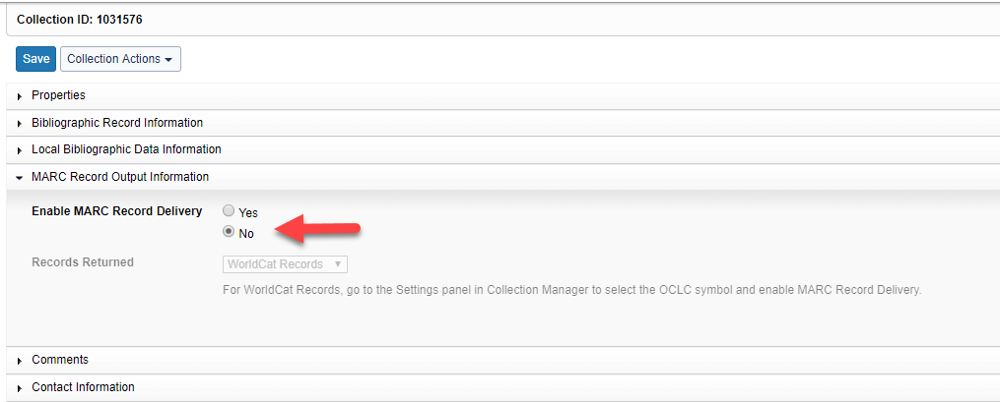 Collection ID: 1031576
Save Collection Actions
Properties
Bibliographic Record Information
Local Bibliographic Data Information
MARC Record Output Information
Enable MARC Record Delivery Yes
No
Records Returned WorldCat Records
For WorldCat Records, go to the Settings panel in Collection Manager to select the OCLC symbol and enable MARC Record Delivery.
Comments
Contact Information